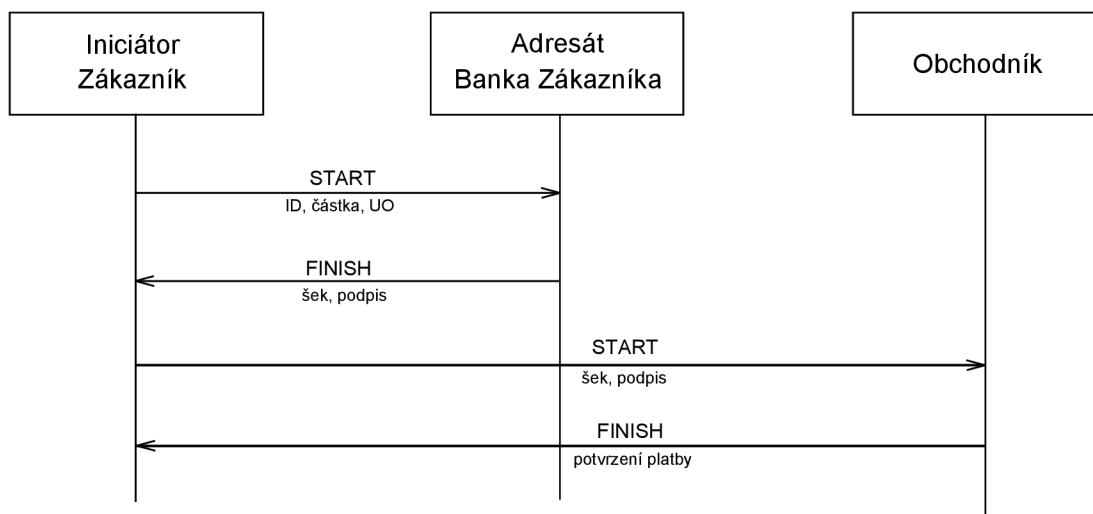 Iniciátor
Zákazník
Adresát
Banka Zákazníka
Obchodník
START
ID, částka, UO
FINISH
šek, podpis
START
šek, podpis
FINISH
potvrzení platby